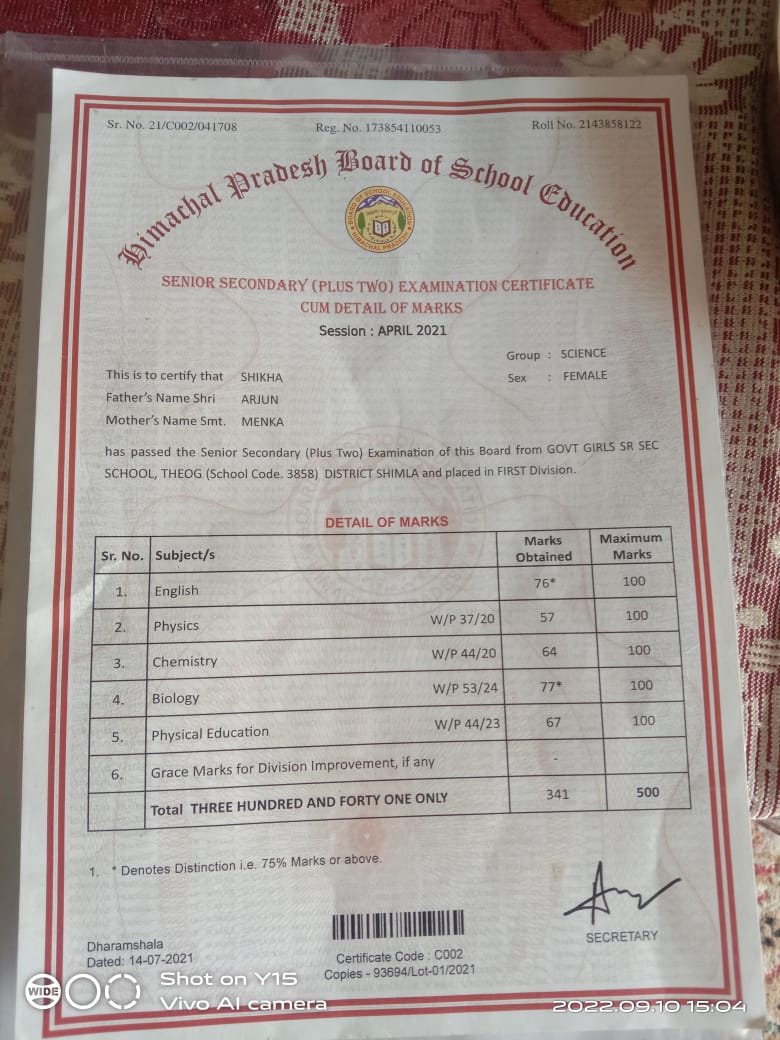 Sr. No. 21/C002/041708 Reg. No. 173854110053 Roll No. 2143858122
Himachal Pradesh Board of School Education
BOARD OF SCHOOL EDUCATION
HIMACHAL PRADESH
SENIOR SECONDARY (PLUS TWO) EXAMINATION CERTIFICATE
CUM DETAIL OF MARKS
Session : APRIL 2021
Group : SCIENCE
This is to certify that SHIKHA Sex : FEMALE
Father's Name Shri ARJUN
Mother's Name Smt. MENKA
has passed the Senior Secondary (Plus Two) Examination of this Board from GOVT GIRLS SR SEC
SCHOOL, THEOG (School Code. 3858) DISTRICT SHIMLA and placed in FIRST Division.
DETAIL OF MARKS
Sr. No. Subject/s Marks Obtained Maximum Marks
1. English 76* 100
2. Physics W/P 37/20 57 100
3. Chemistry W/P 44/20 64 100
4. Biology W/P 53/24 77* 100
5. Physical Education W/P 44/23 67 100
6. Grace Marks for Division Improvement, if any -
Total THREE HUNDRED AND FORTY ONE ONLY 341 500
1. * Denotes Distinction i.e. 75% Marks or above.
SECRETARY
Dharamshala
Dated: 14-07-2021
Certificate Code : C002
Copies - 93694/Lot-01/2021
WIDE
Shot on Y15
Vivo AI camera
2022.09.10 15:04